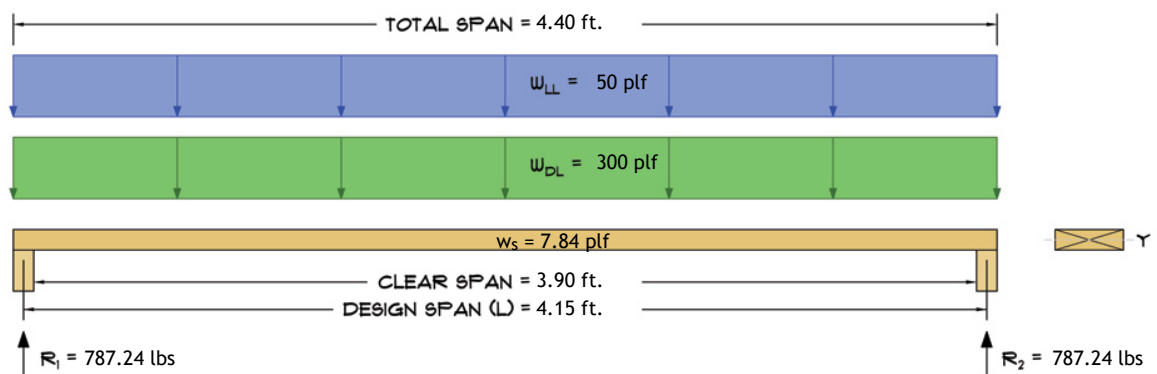 TOTAL SPAN = 4.40 ft.
WLL = 50 plf
WDL = 300 plf
ws = 7.84 plf
Y
CLEAR SPAN = 3.90 ft.
DESIGN SPAN (L) = 4.15 ft.
R1 = 787.24 lbs
R2 = 787.24 lbs